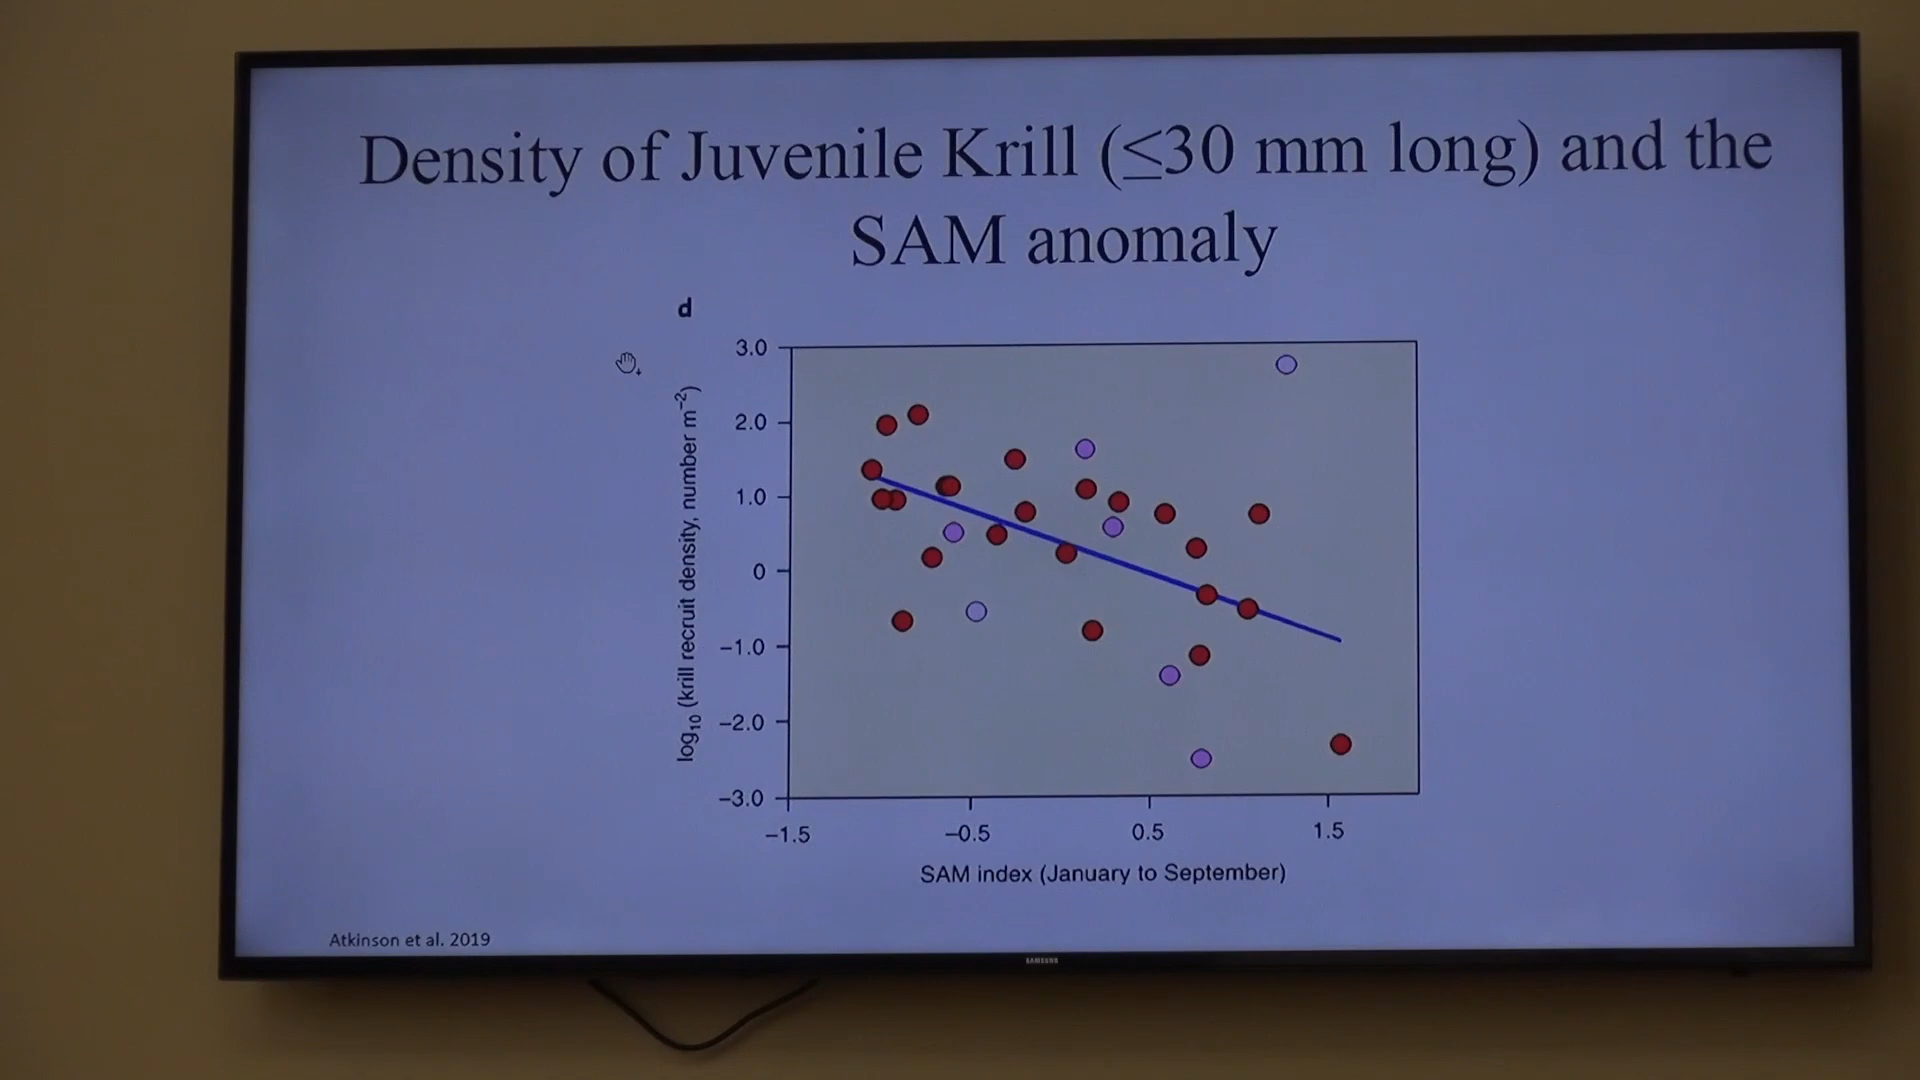 Density of Juvenile Krill (≤30 mm long) and the
SAM anomaly
d
3.0
2.0
1.0
0
−1.0
−2.0
−3.0
log₁₀ (krill recruit density, number m⁻²)
−1.5 −0.5 0.5 1.5
SAM index (January to September)
Atkinson et al. 2019
SAMSUNG